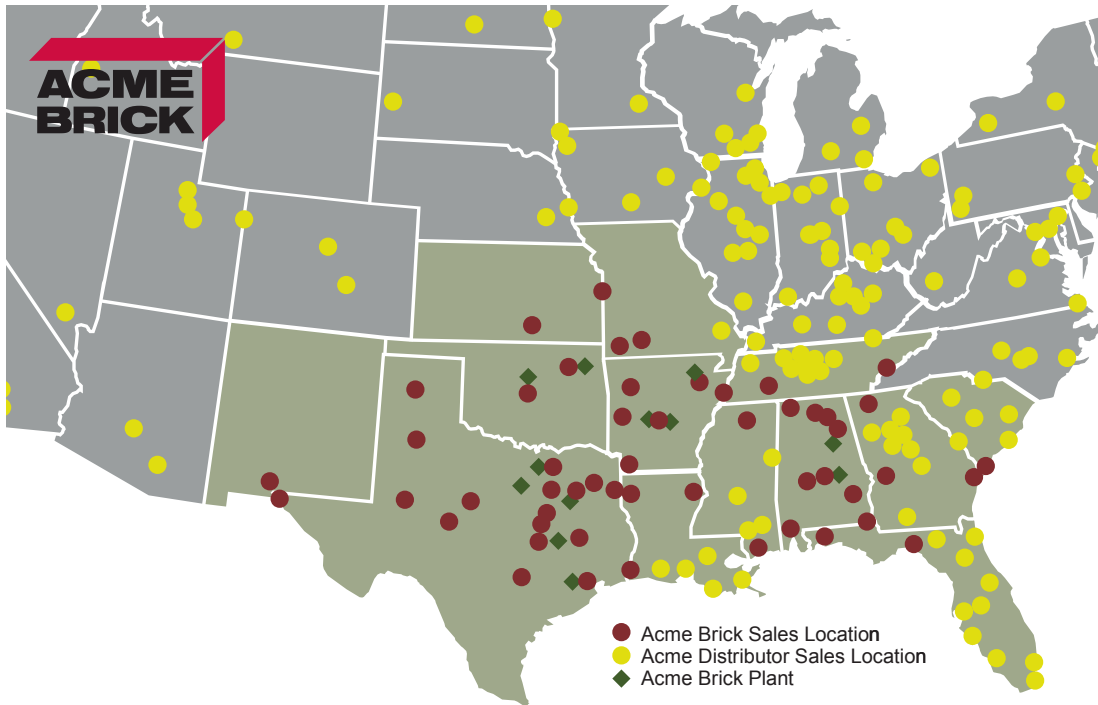 ACME
BRICK
Acme Brick Sales Location
Acme Distributor Sales Location
Acme Brick Plant